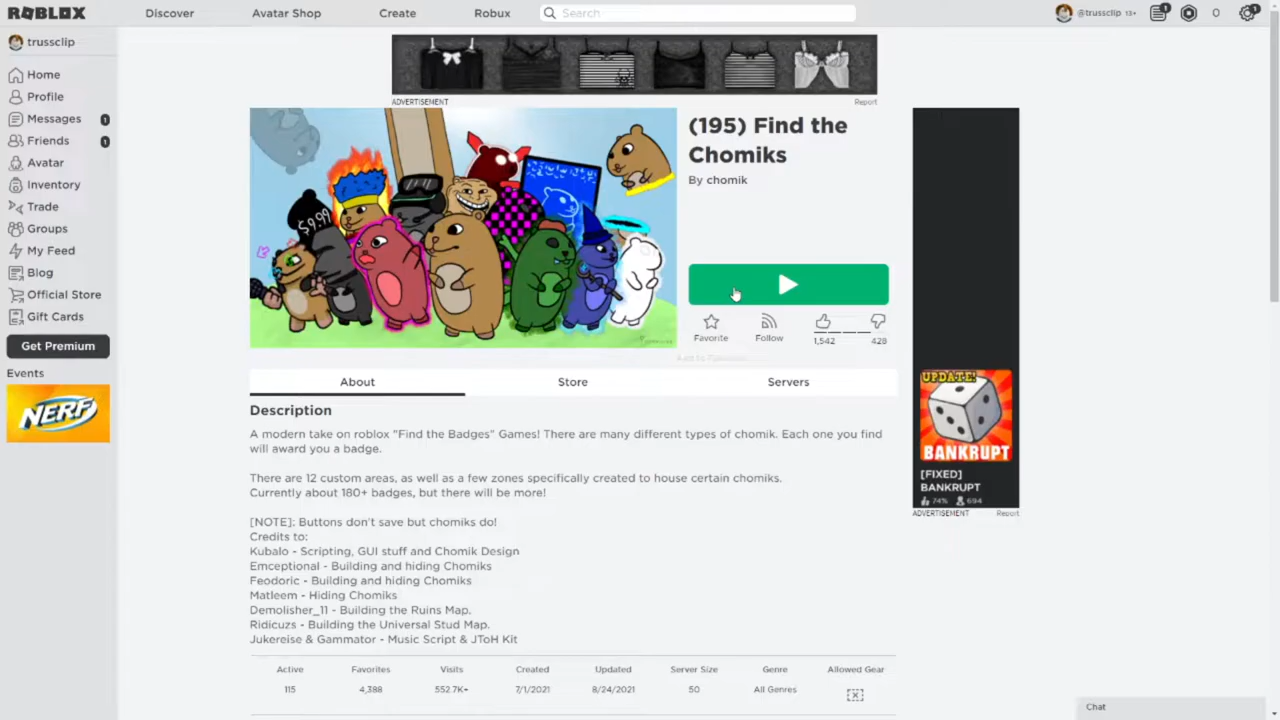 ROBLOX
Discover
Avatar Shop
Create
Robux
Search
@trussclip 13+
1
0
1
trussclip
Home
Profile
Messages
1
Friends
1
Avatar
Inventory
Trade
Groups
My Feed
Blog
Official Store
Gift Cards
Get Premium
Events
NERF
ADVERTISEMENT
Report
$9.99
(195) Find the
Chomiks
By chomik
Favorite
Follow
1,542
428
Add to Favorites
About
Store
Servers
Description
A modern take on roblox "Find the Badges" Games! There are many different types of chomik. Each one you find
will award you a badge.
There are 12 custom areas, as well as a few zones specifically created to house certain chomiks.
Currently about 180+ badges, but there will be more!
[NOTE]: Buttons don't save but chomiks do!
Credits to:
Kubalo - Scripting, GUI stuff and Chomik Design
Emceptional - Building and hiding Chomiks
Feodoric - Building and hiding Chomiks
Matleem - Hiding Chomiks
Demolisher_11 - Building the Ruins Map.
Ridicuzs - Building the Universal Stud Map.
Jukereise & Gammator - Music Script & JToH Kit
Active
Favorites
Visits
Created
Updated
Server Size
Genre
Allowed Gear
115
4,388
552.7K+
7/1/2021
8/24/2021
50
All Genres
UPDATE!
BANKRUPT
[FIXED]
BANKRUPT
74%
694
ADVERTISEMENT
Report
Chat